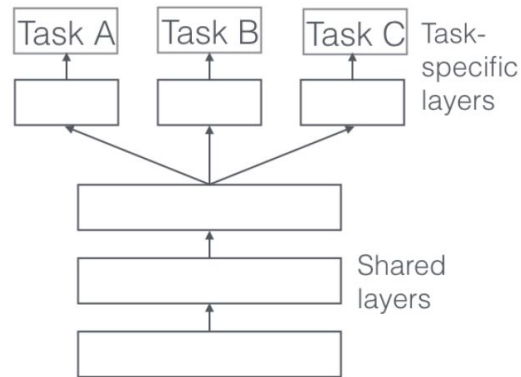 Task A Task B Task C
Task-
specific
layers
Shared
layers